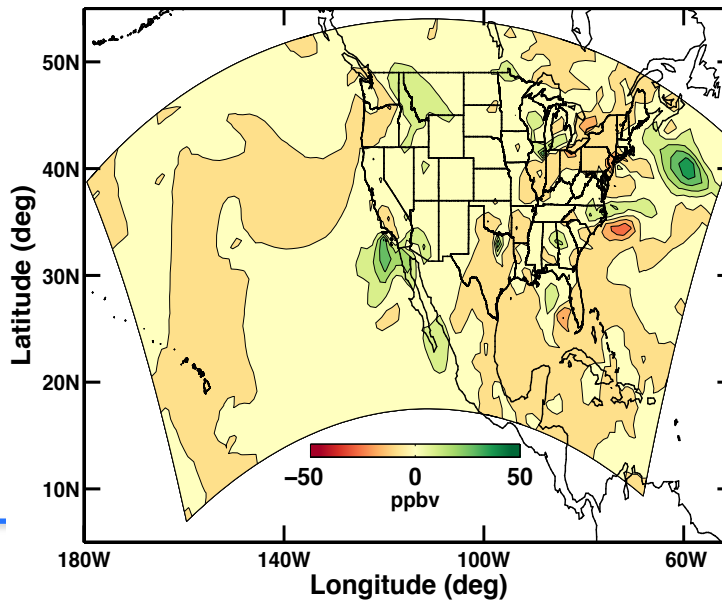 50N
40N
30N
20N
10N
Latitude (deg)
−50 0 50
ppbv
180W 140W 100W 60W
Longitude (deg)